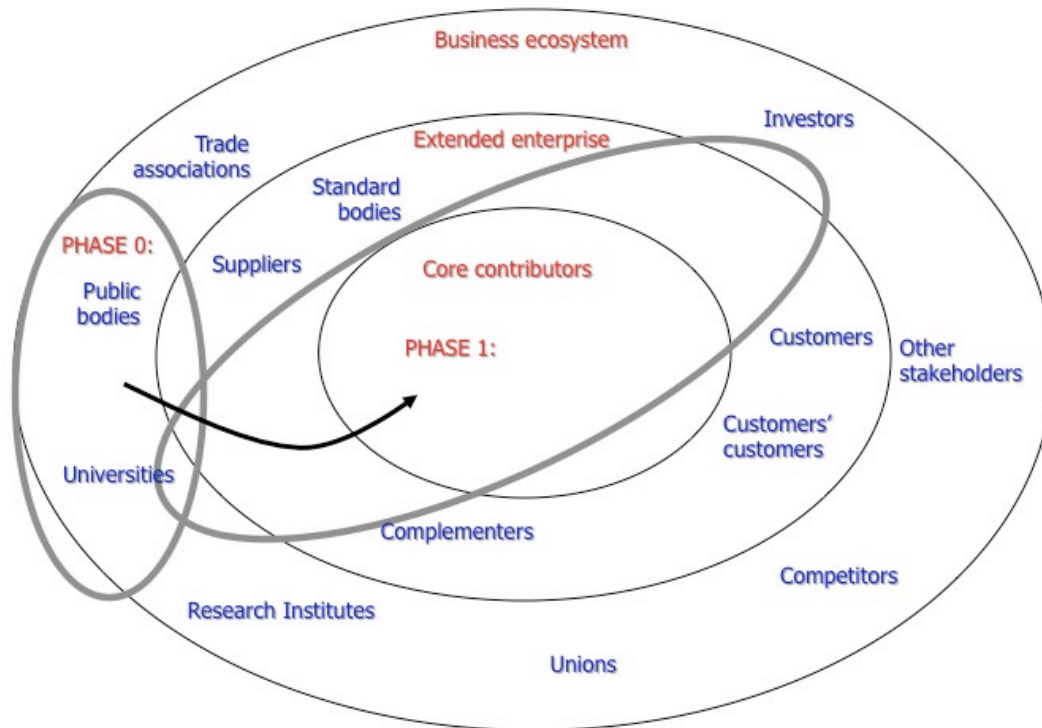 Business ecosystem
Investors
Trade
associations
Extended enterprise
Standard
bodies
PHASE 0:
Suppliers
Core contributors
Public
bodies
PHASE 1:
Customers
Other
stakeholders
Customers'
customers
Universities
Complementers
Competitors
Research Institutes
Unions